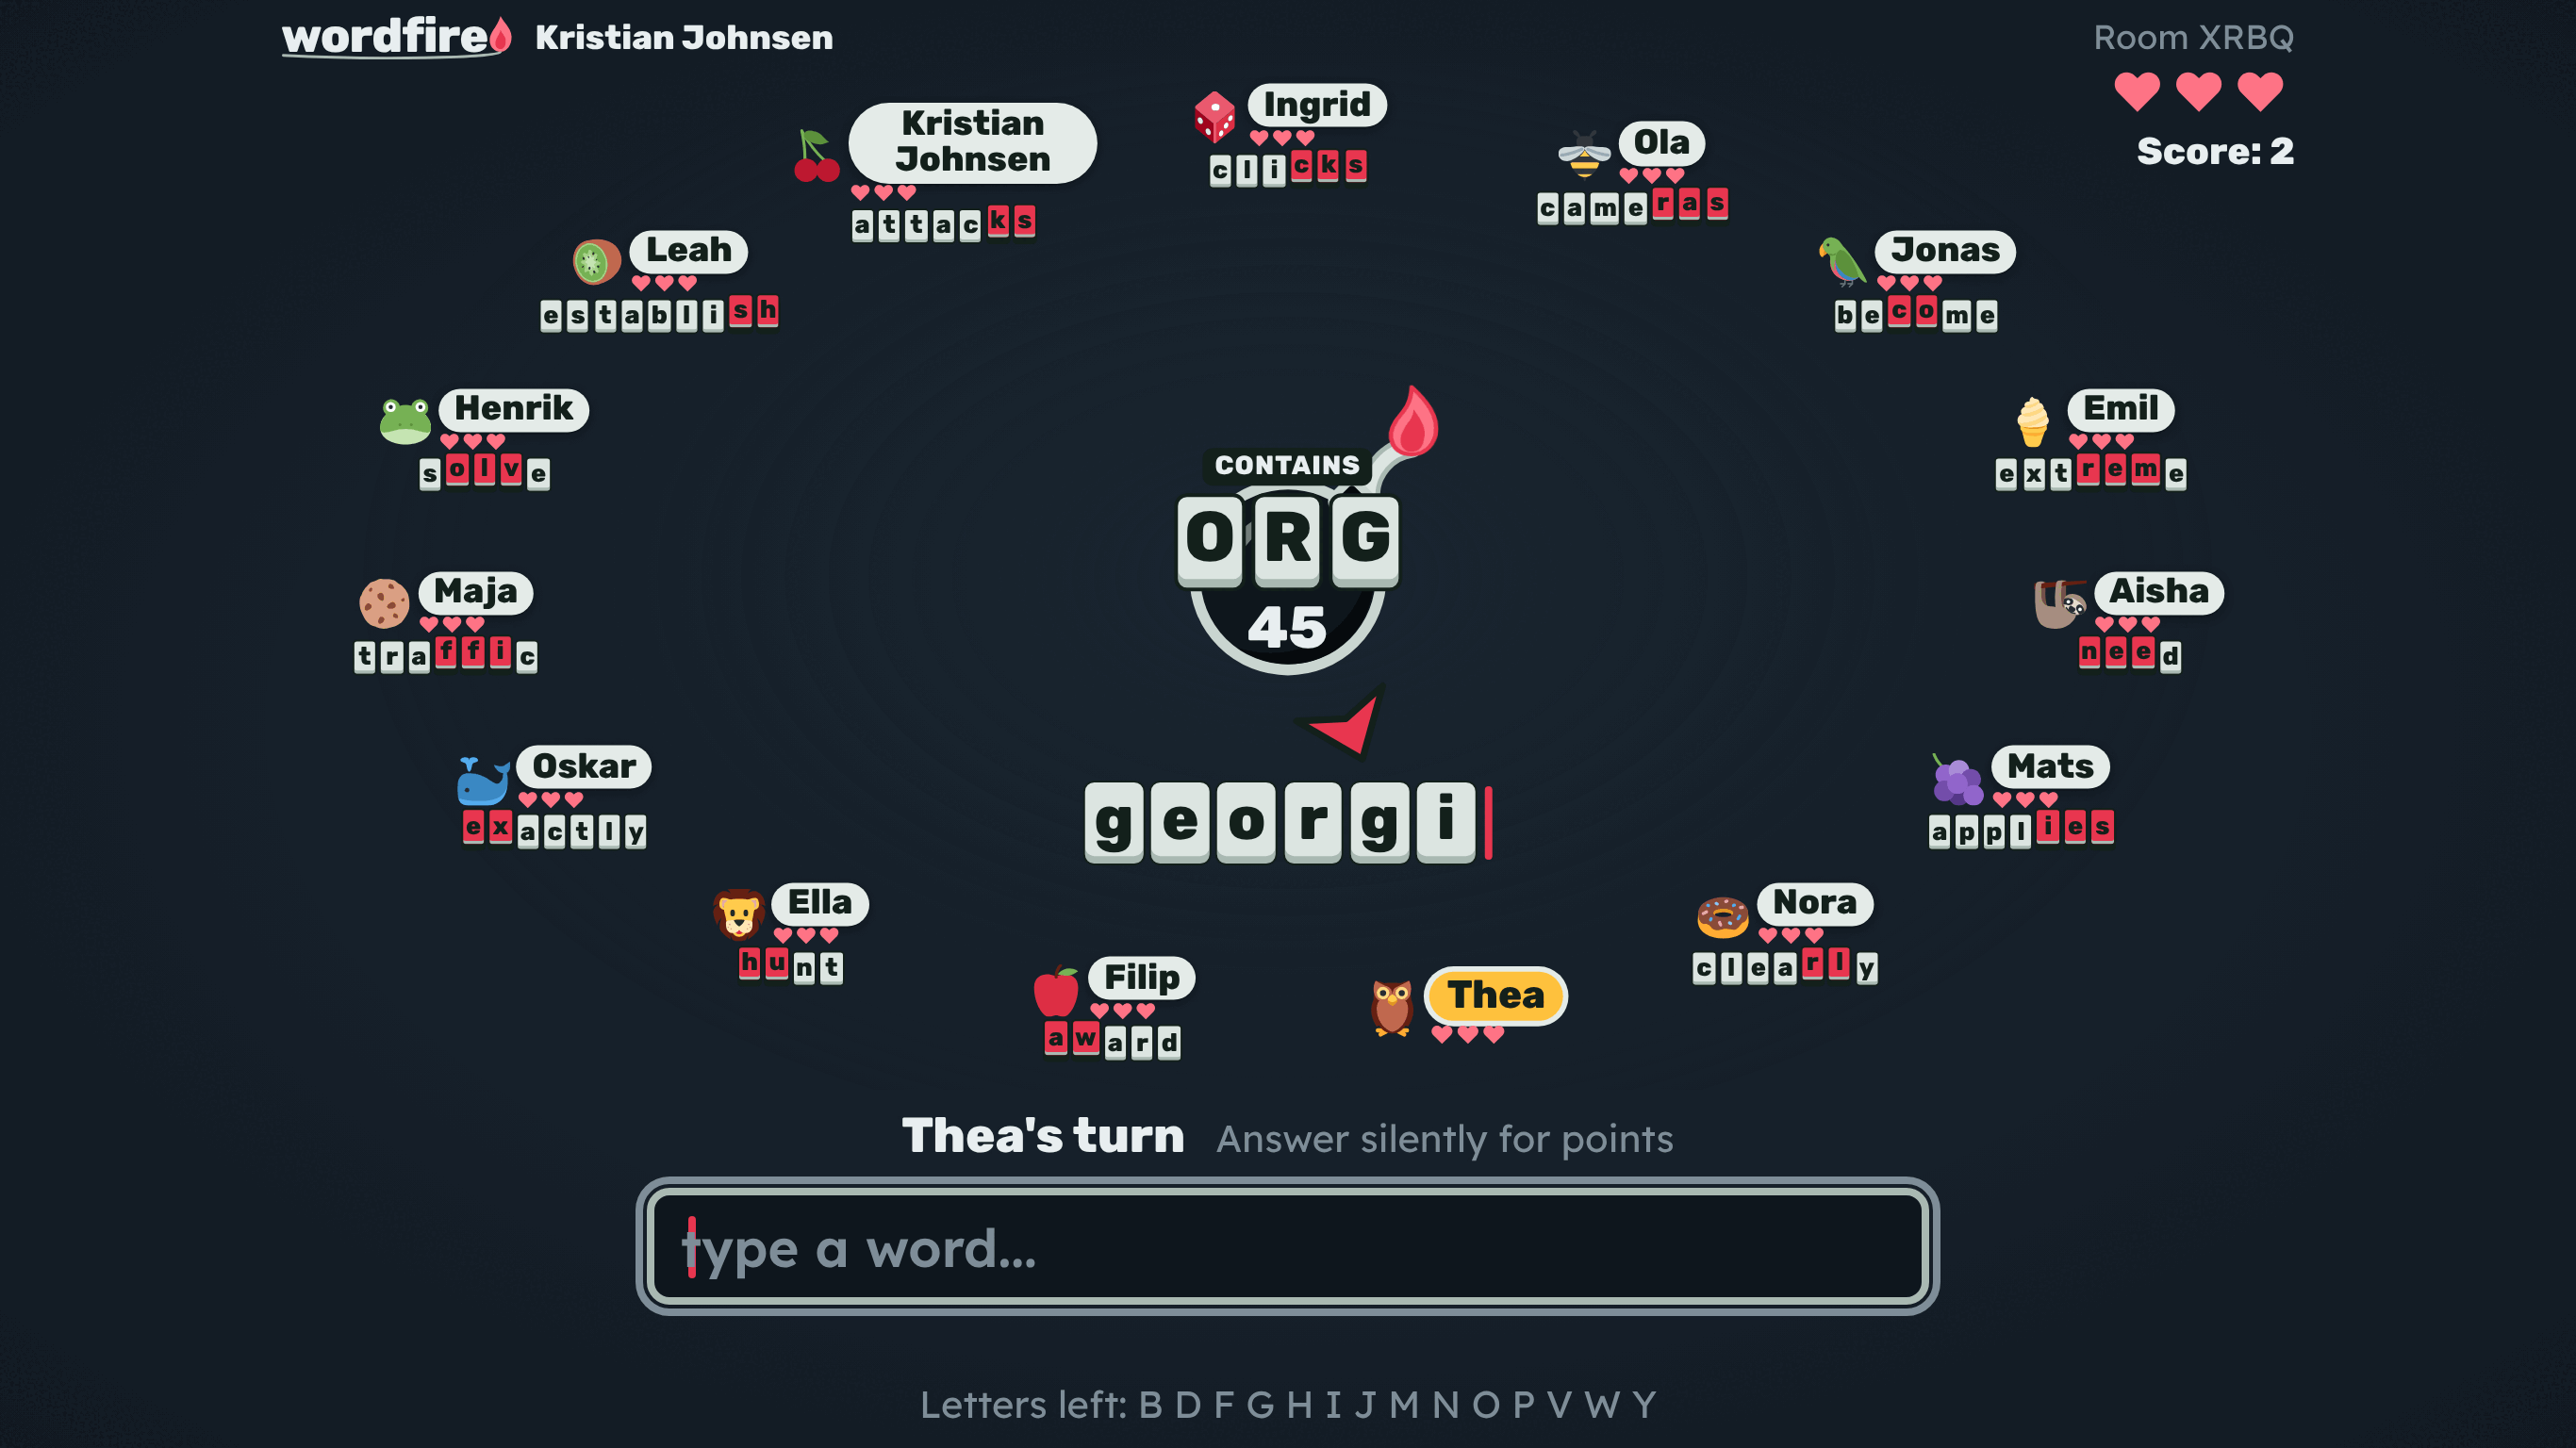 wordfire Kristian Johnsen
Room XRBQ
Score: 2
Kristian
Johnsen
attacks
Ingrid
clicks
Ola
cameras
Leah
establish
Jonas
become
Henrik
solve
Emil
extreme
CONTAINS
ORG
45
Maja
traffic
Aisha
need
Oskar
exactly
georgi
Mats
applies
Ella
hunt
Nora
clearly
Filip
award
Thea
Thea's turn Answer silently for points
type a word...
Letters left: B D F G H I J M N O P V W Y